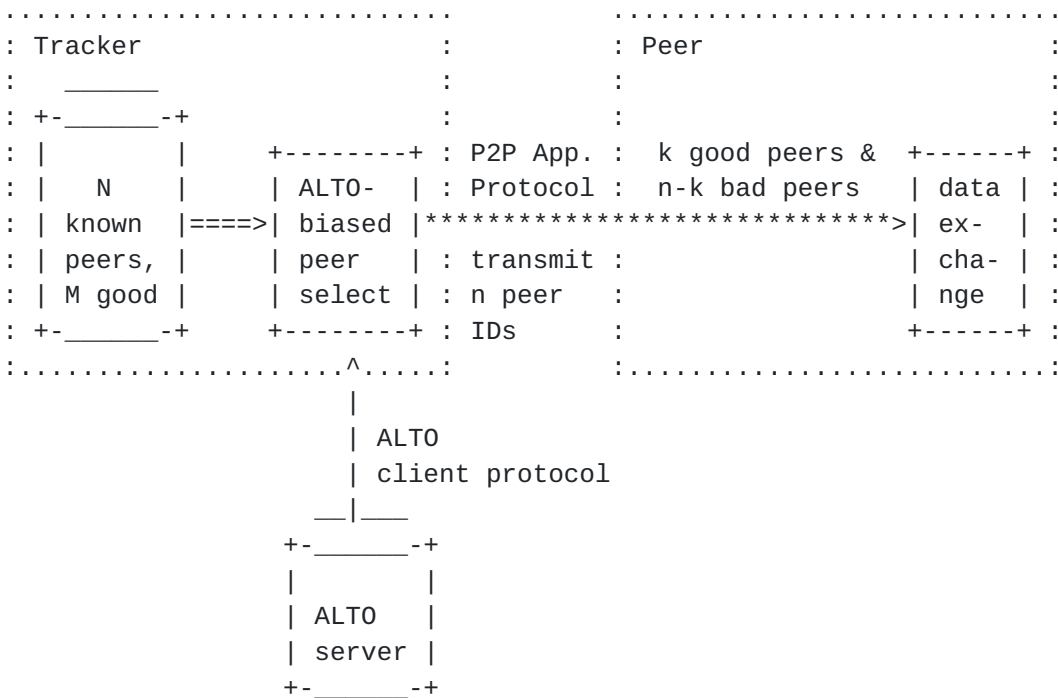 Tracker
Peer
N
known
peers,
M good
====>
ALTO-
biased
peer
select
P2P App.
Protocol
******************************>
transmit
n peer
IDs
k good peers &
n-k bad peers
data
ex-
cha-
nge
ALTO
client protocol
ALTO
server